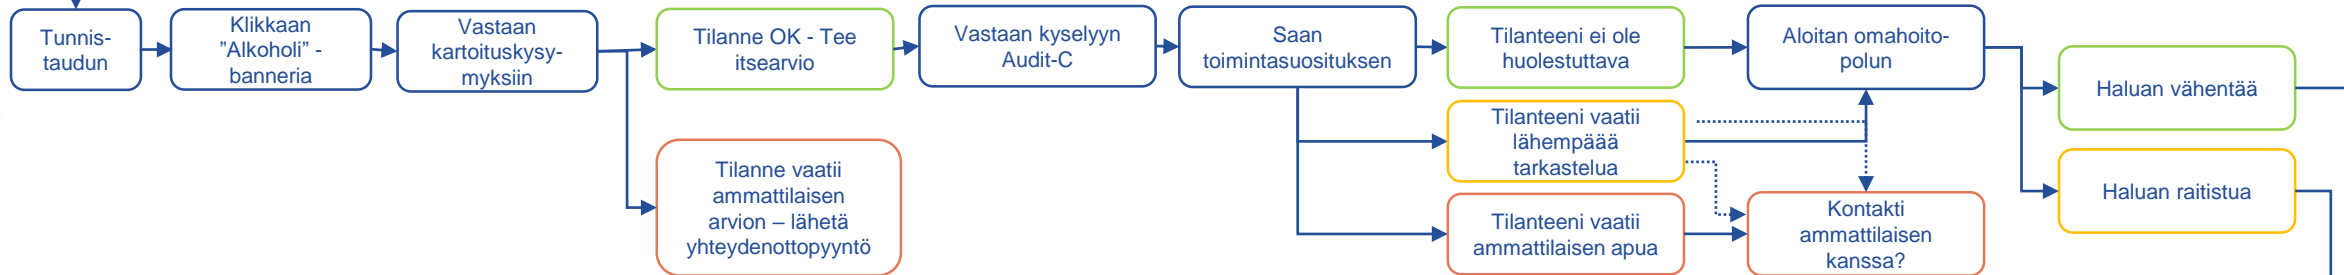 Tunnis-
taudun
Klikkaan
”Alkoholi” -
banneria
Vastaan
kartoituskysy-
myksiin
Tilanne OK - Tee
itsearvio
Tilanne vaatii
ammattilaisen
arvion – lähetä
yhteydenottopyyntö
Vastaan kyselyyn
Audit-C
Saan
toimintasuosituksen
Tilanteeni ei ole
huolestuttava
Tilanteeni vaatii
lähempäää
tarkastelua
Tilanteeni vaatii
ammattilaisen apua
Aloitan omahoito-
polun
Kontakti
ammattilaisen
kanssa?
Haluan vähentää
Haluan raitistua